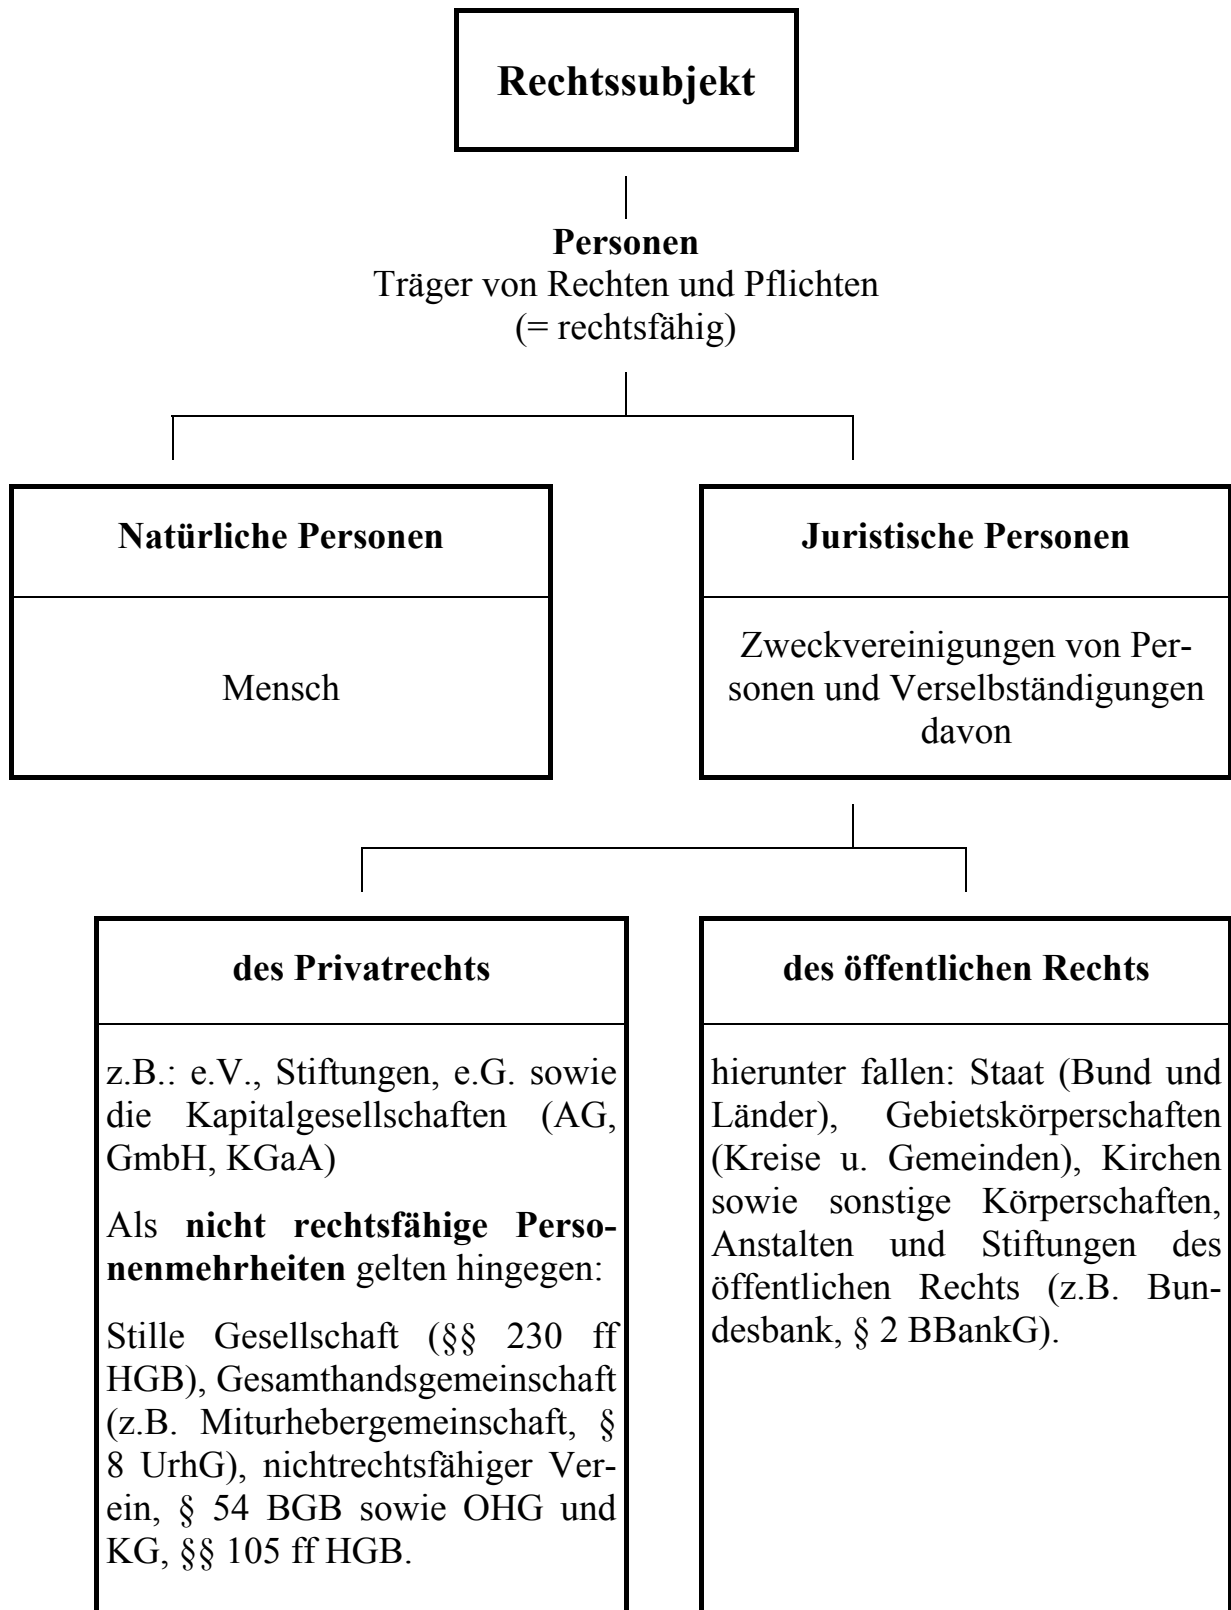 Rechtssubjekt
Personen
Träger von Rechten und Pflichten
(= rechtsfähig)
Natürliche Personen
Mensch
Juristische Personen
Zweckvereinigungen von Per-
sonen und Verselbständigungen
davon
des Privatrechts
z.B.: e.V., Stiftungen, e.G. sowie
die Kapitalgesellschaften (AG,
GmbH, KGaA)
Als nicht rechtsfähige Perso-
nenmehrheiten gelten hingegen:
Stille Gesellschaft (§§ 230 ff
HGB), Gesamthandsgemeinschaft
(z.B. Miturhebergemeinschaft, §
8 UrhG), nichtrechtsfähiger Ver-
ein, § 54 BGB sowie OHG und
KG, §§ 105 ff HGB.
des öffentlichen Rechts
hierunter fallen: Staat (Bund und
Länder), Gebietskörperschaften
(Kreise u. Gemeinden), Kirchen
sowie sonstige Körperschaften,
Anstalten und Stiftungen des
öffentlichen Rechts (z.B. Bun-
desbank, § 2 BBankG).